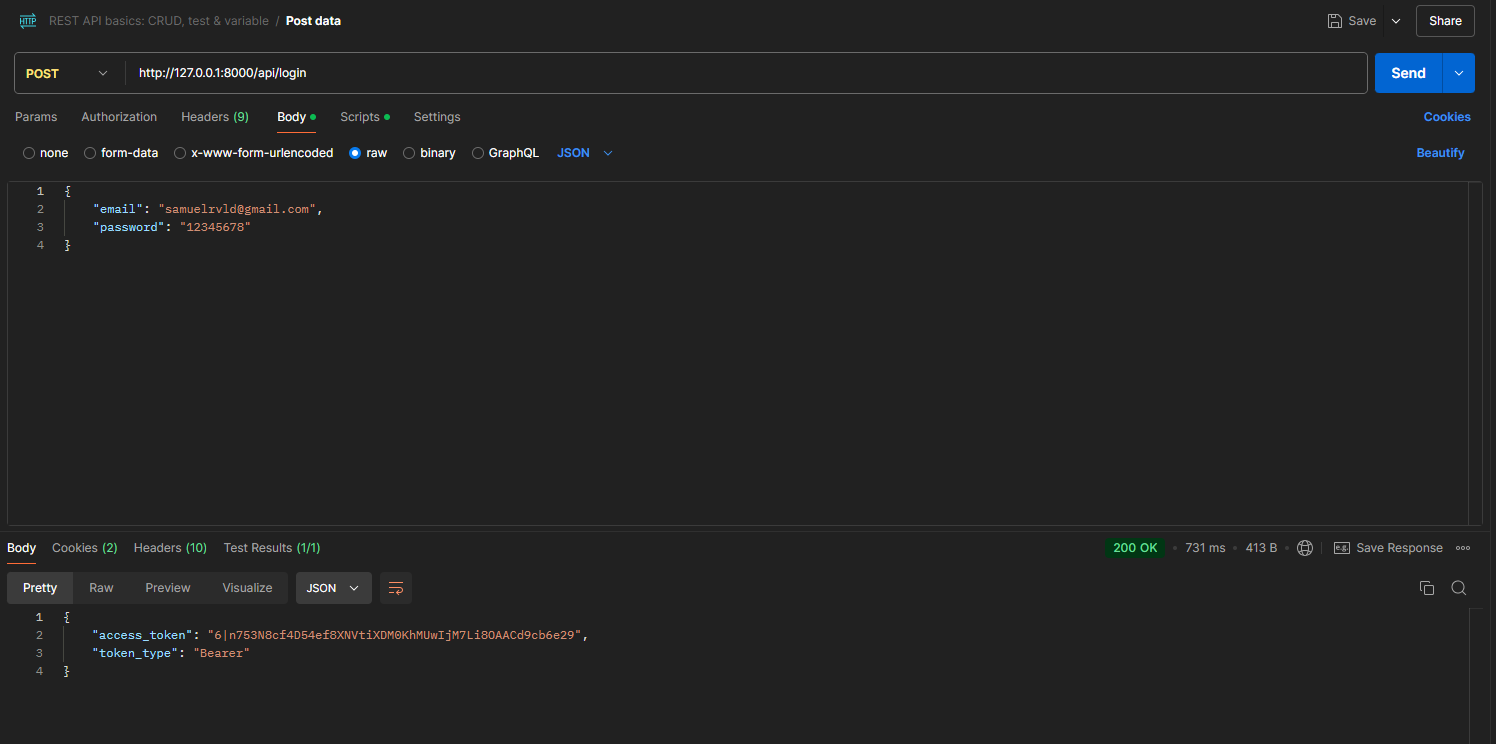 HTTP REST API basics: CRUD, test & variable / Post data Save Share
POST http://127.0.0.1:8000/api/login Send
Params Authorization Headers (9) Body Scripts Settings Cookies
none form-data x-www-form-urlencoded raw binary GraphQL JSON Beautify
1 {
2 "email": "samuelrvld@gmail.com",
3 "password": "12345678"
4 }
Body Cookies (2) Headers (10) Test Results (1/1) 200 OK • 731 ms • 413 B • e.g. Save Response
Pretty Raw Preview Visualize JSON
1 {
2 "access_token": "6|n753N8cf4D54ef8XNVtiXDM0KhMUwIjM7Li8OAACd9cb6e29",
3 "token_type": "Bearer"
4 }